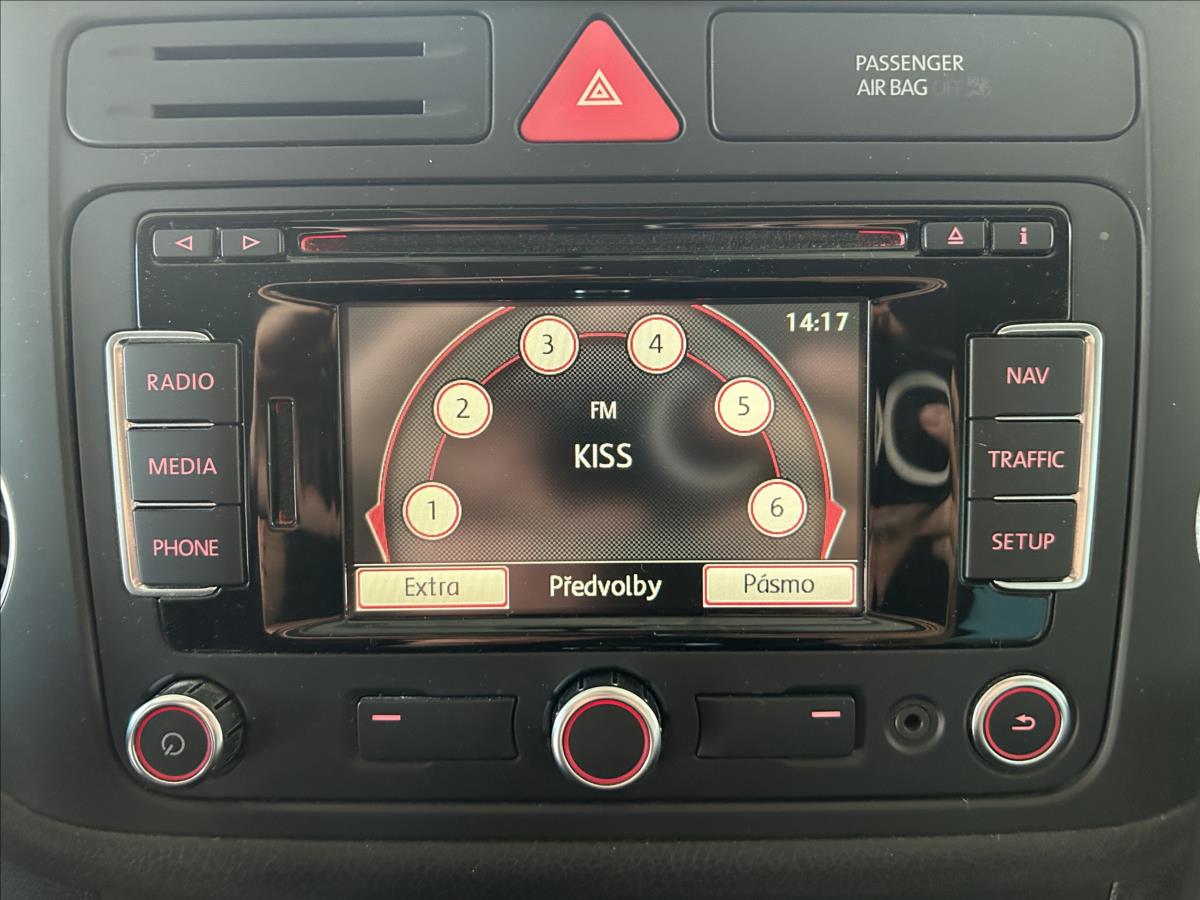 PASSENGER
AIR BAG OFF
i
RADIO
MEDIA
PHONE
NAV
TRAFFIC
SETUP
14:17
1
2
3
4
5
6
FM
KISS
Extra
Předvolby
Pásmo